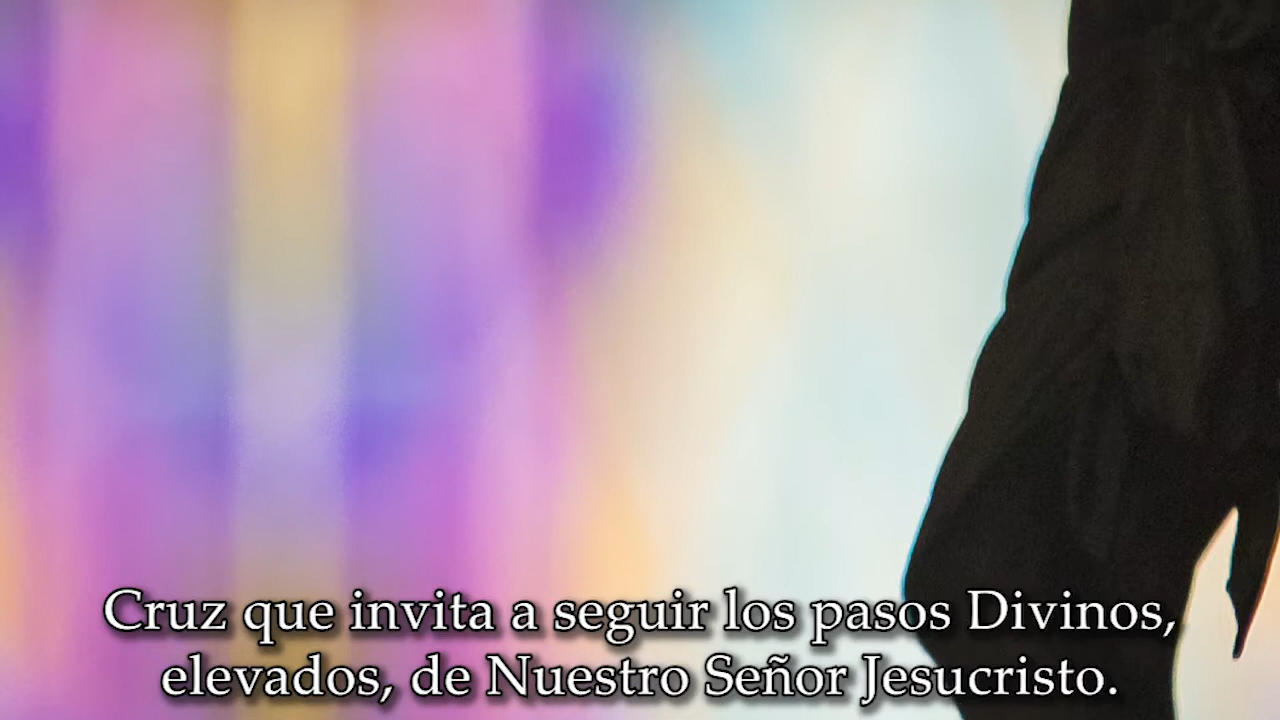 Cruz que invita a seguir los pasos Divinos,
elevados, de Nuestro Señor Jesucristo.